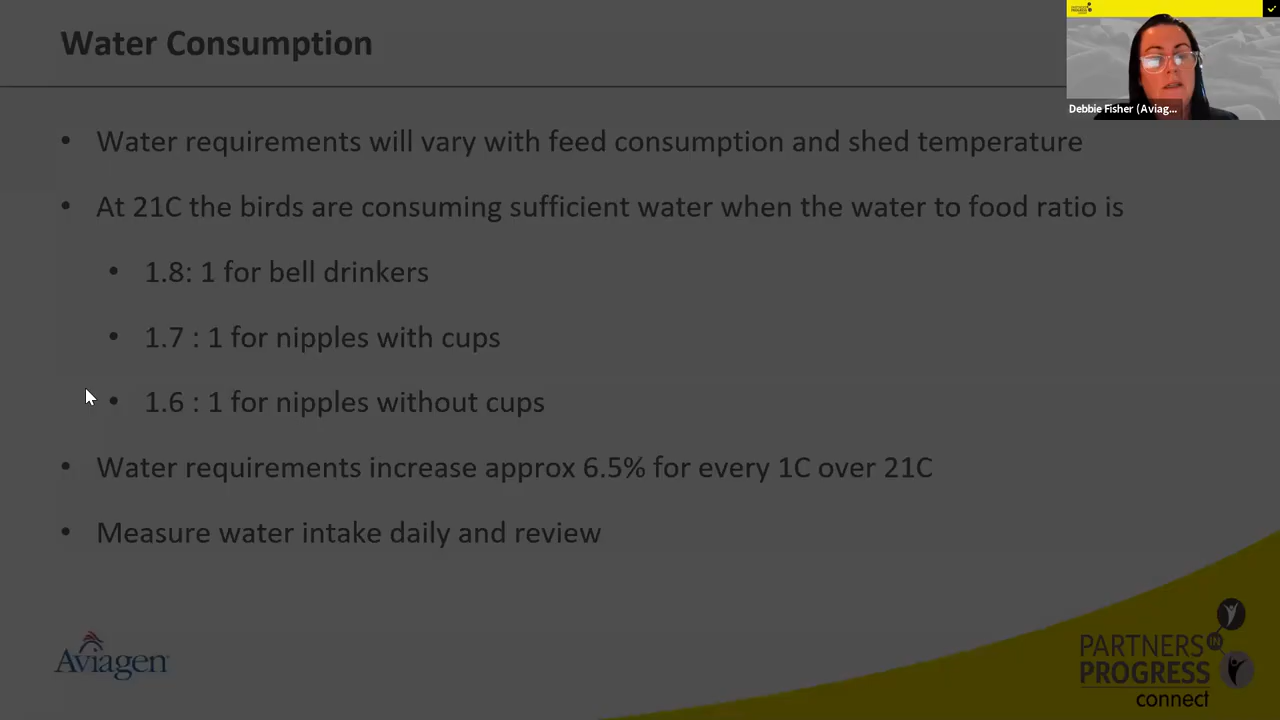 Water Consumption
PARTNERS
PROGRESS
Debbie Fisher (Aviag...
• Water requirements will vary with feed consumption and shed temperature
• At 21C the birds are consuming sufficient water when the water to food ratio is
• 1.8: 1 for bell drinkers
• 1.7 : 1 for nipples with cups
• 1.6 : 1 for nipples without cups
• Water requirements increase approx 6.5% for every 1C over 21C
• Measure water intake daily and review
Aviagen
PARTNERS IN
PROGRESS
connect